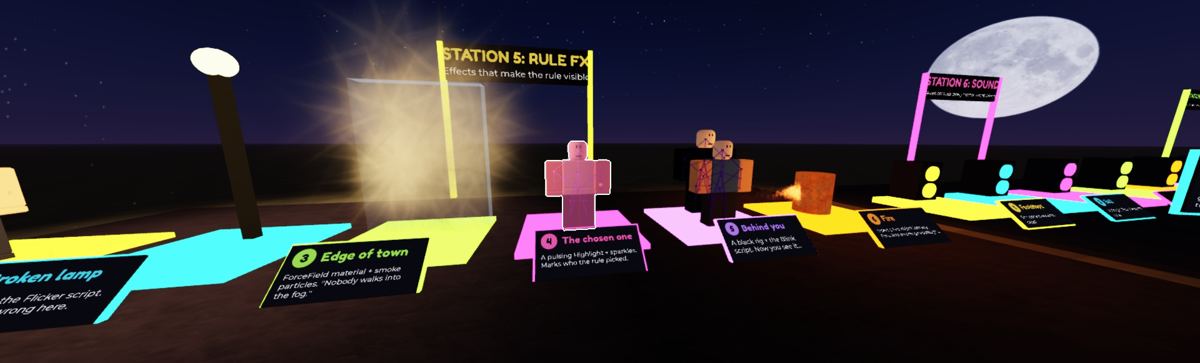 STATION 5: RULE FX
Effects that make the rule visible
STATION 6: SOUND
roken lamp
the Flicker script.
wrong here.
3 Edge of town
ForceField material + smoke
particles. "Nobody walks into
the fog."
4 The chosen one
A pulsing Highlight + sparkles.
Marks who the rule picked.
5 Behind you
A black rig + the Blink
script. Now you see it...
Fire